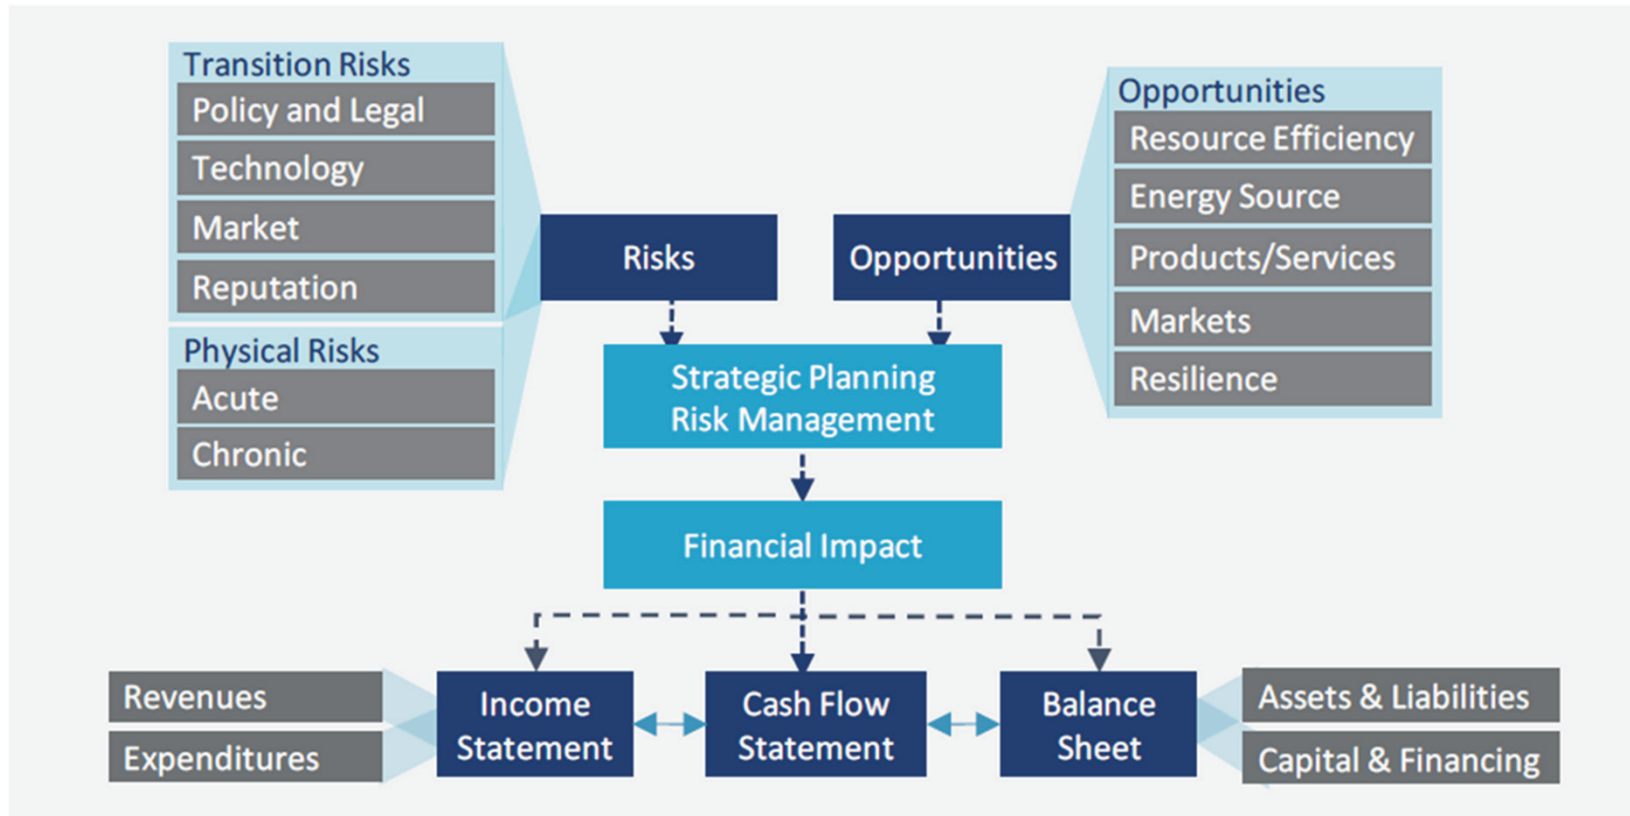 Transition Risks
Policy and Legal
Technology
Market
Reputation
Physical Risks
Acute
Chronic
Risks
Opportunities
Opportunities
Resource Efficiency
Energy Source
Products/Services
Markets
Resilience
Strategic Planning
Risk Management
Financial Impact
Revenues
Expenditures
Income
Statement
Cash Flow
Statement
Balance
Sheet
Assets & Liabilities
Capital & Financing